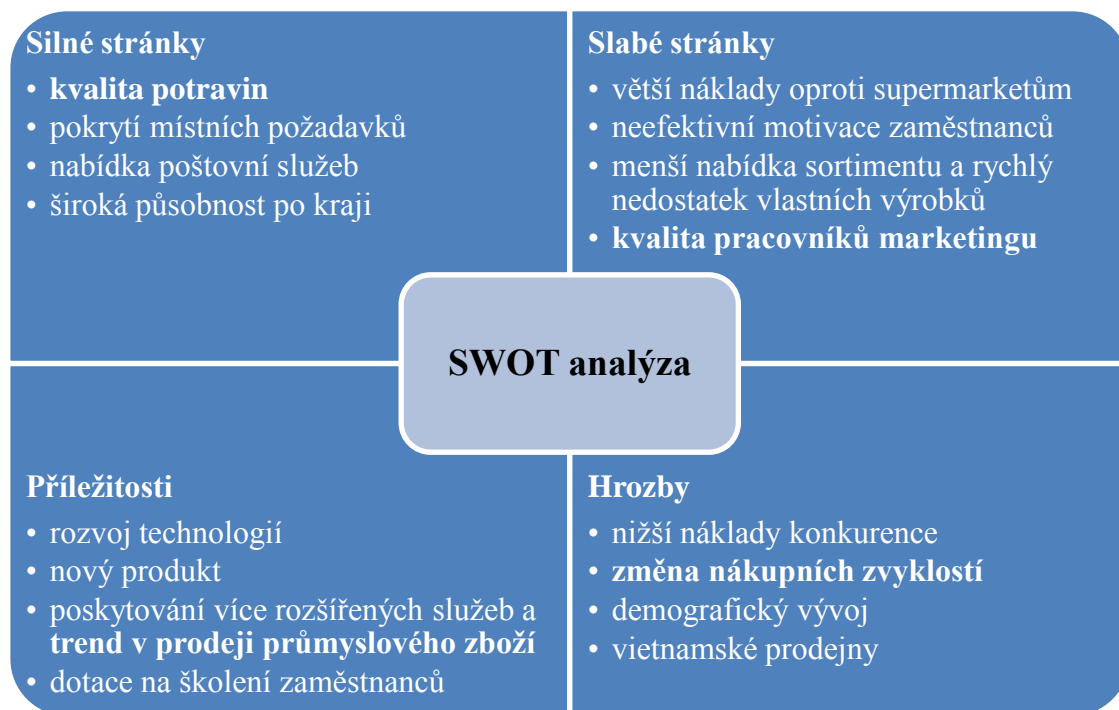 Silné stránky
• kvalita potravin
• pokrytí místních požadavků
• nabídka poštovní služeb
• široká působnost po kraji
Slabé stránky
• větší náklady oproti supermarketům
• neefektivní motivace zaměstnanců
• menší nabídka sortimentu a rychlý
nedostatek vlastních výrobků
• kvalita pracovníků marketingu
SWOT analýza
Příležitosti
• rozvoj technologií
• nový produkt
• poskytování více rozšířených služeb a
trend v prodeji průmyslového zboží
• dotace na školení zaměstnanců
Hrozby
• nižší náklady konkurence
• změna nákupních zvyklostí
• demografický vývoj
• vietnamské prodejny